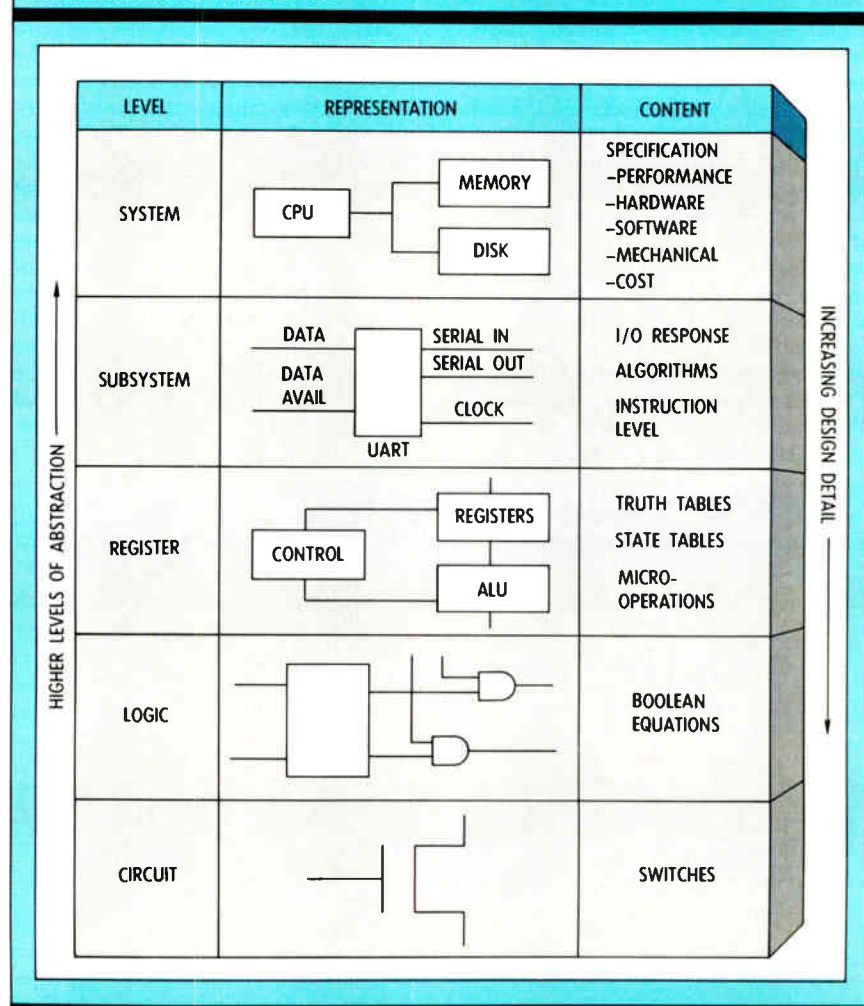 LEVEL
REPRESENTATION
CONTENT
SYSTEM
CPU
MEMORY
DISK
SPECIFICATION
-PERFORMANCE
-HARDWARE
-SOFTWARE
-MECHANICAL
-COST
SUBSYSTEM
DATA
DATA
AVAIL
SERIAL IN
SERIAL OUT
CLOCK
UART
I/O RESPONSE
ALGORITHMS
INSTRUCTION
LEVEL
REGISTER
CONTROL
REGISTERS
ALU
TRUTH TABLES
STATE TABLES
MICRO-
OPERATIONS
LOGIC
BOOLEAN
EQUATIONS
CIRCUIT
SWITCHES
HIGHER LEVELS OF ABSTRACTION
INCREASING DESIGN DETAIL